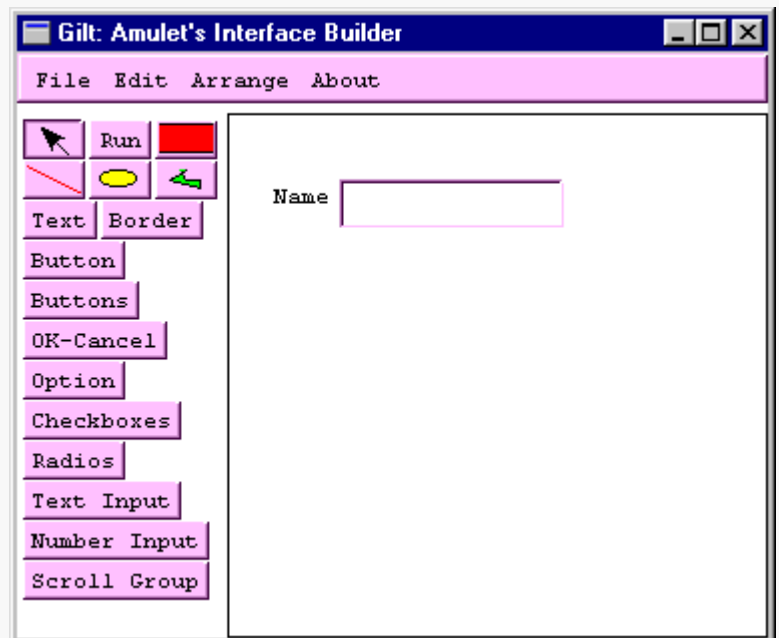 Gilt: Amulet's Interface Builder
File Edit Arrange About
Run
Text Border
Name
Button
Buttons
OK-Cancel
Option
Checkboxes
Radios
Text Input
Number Input
Scroll Group